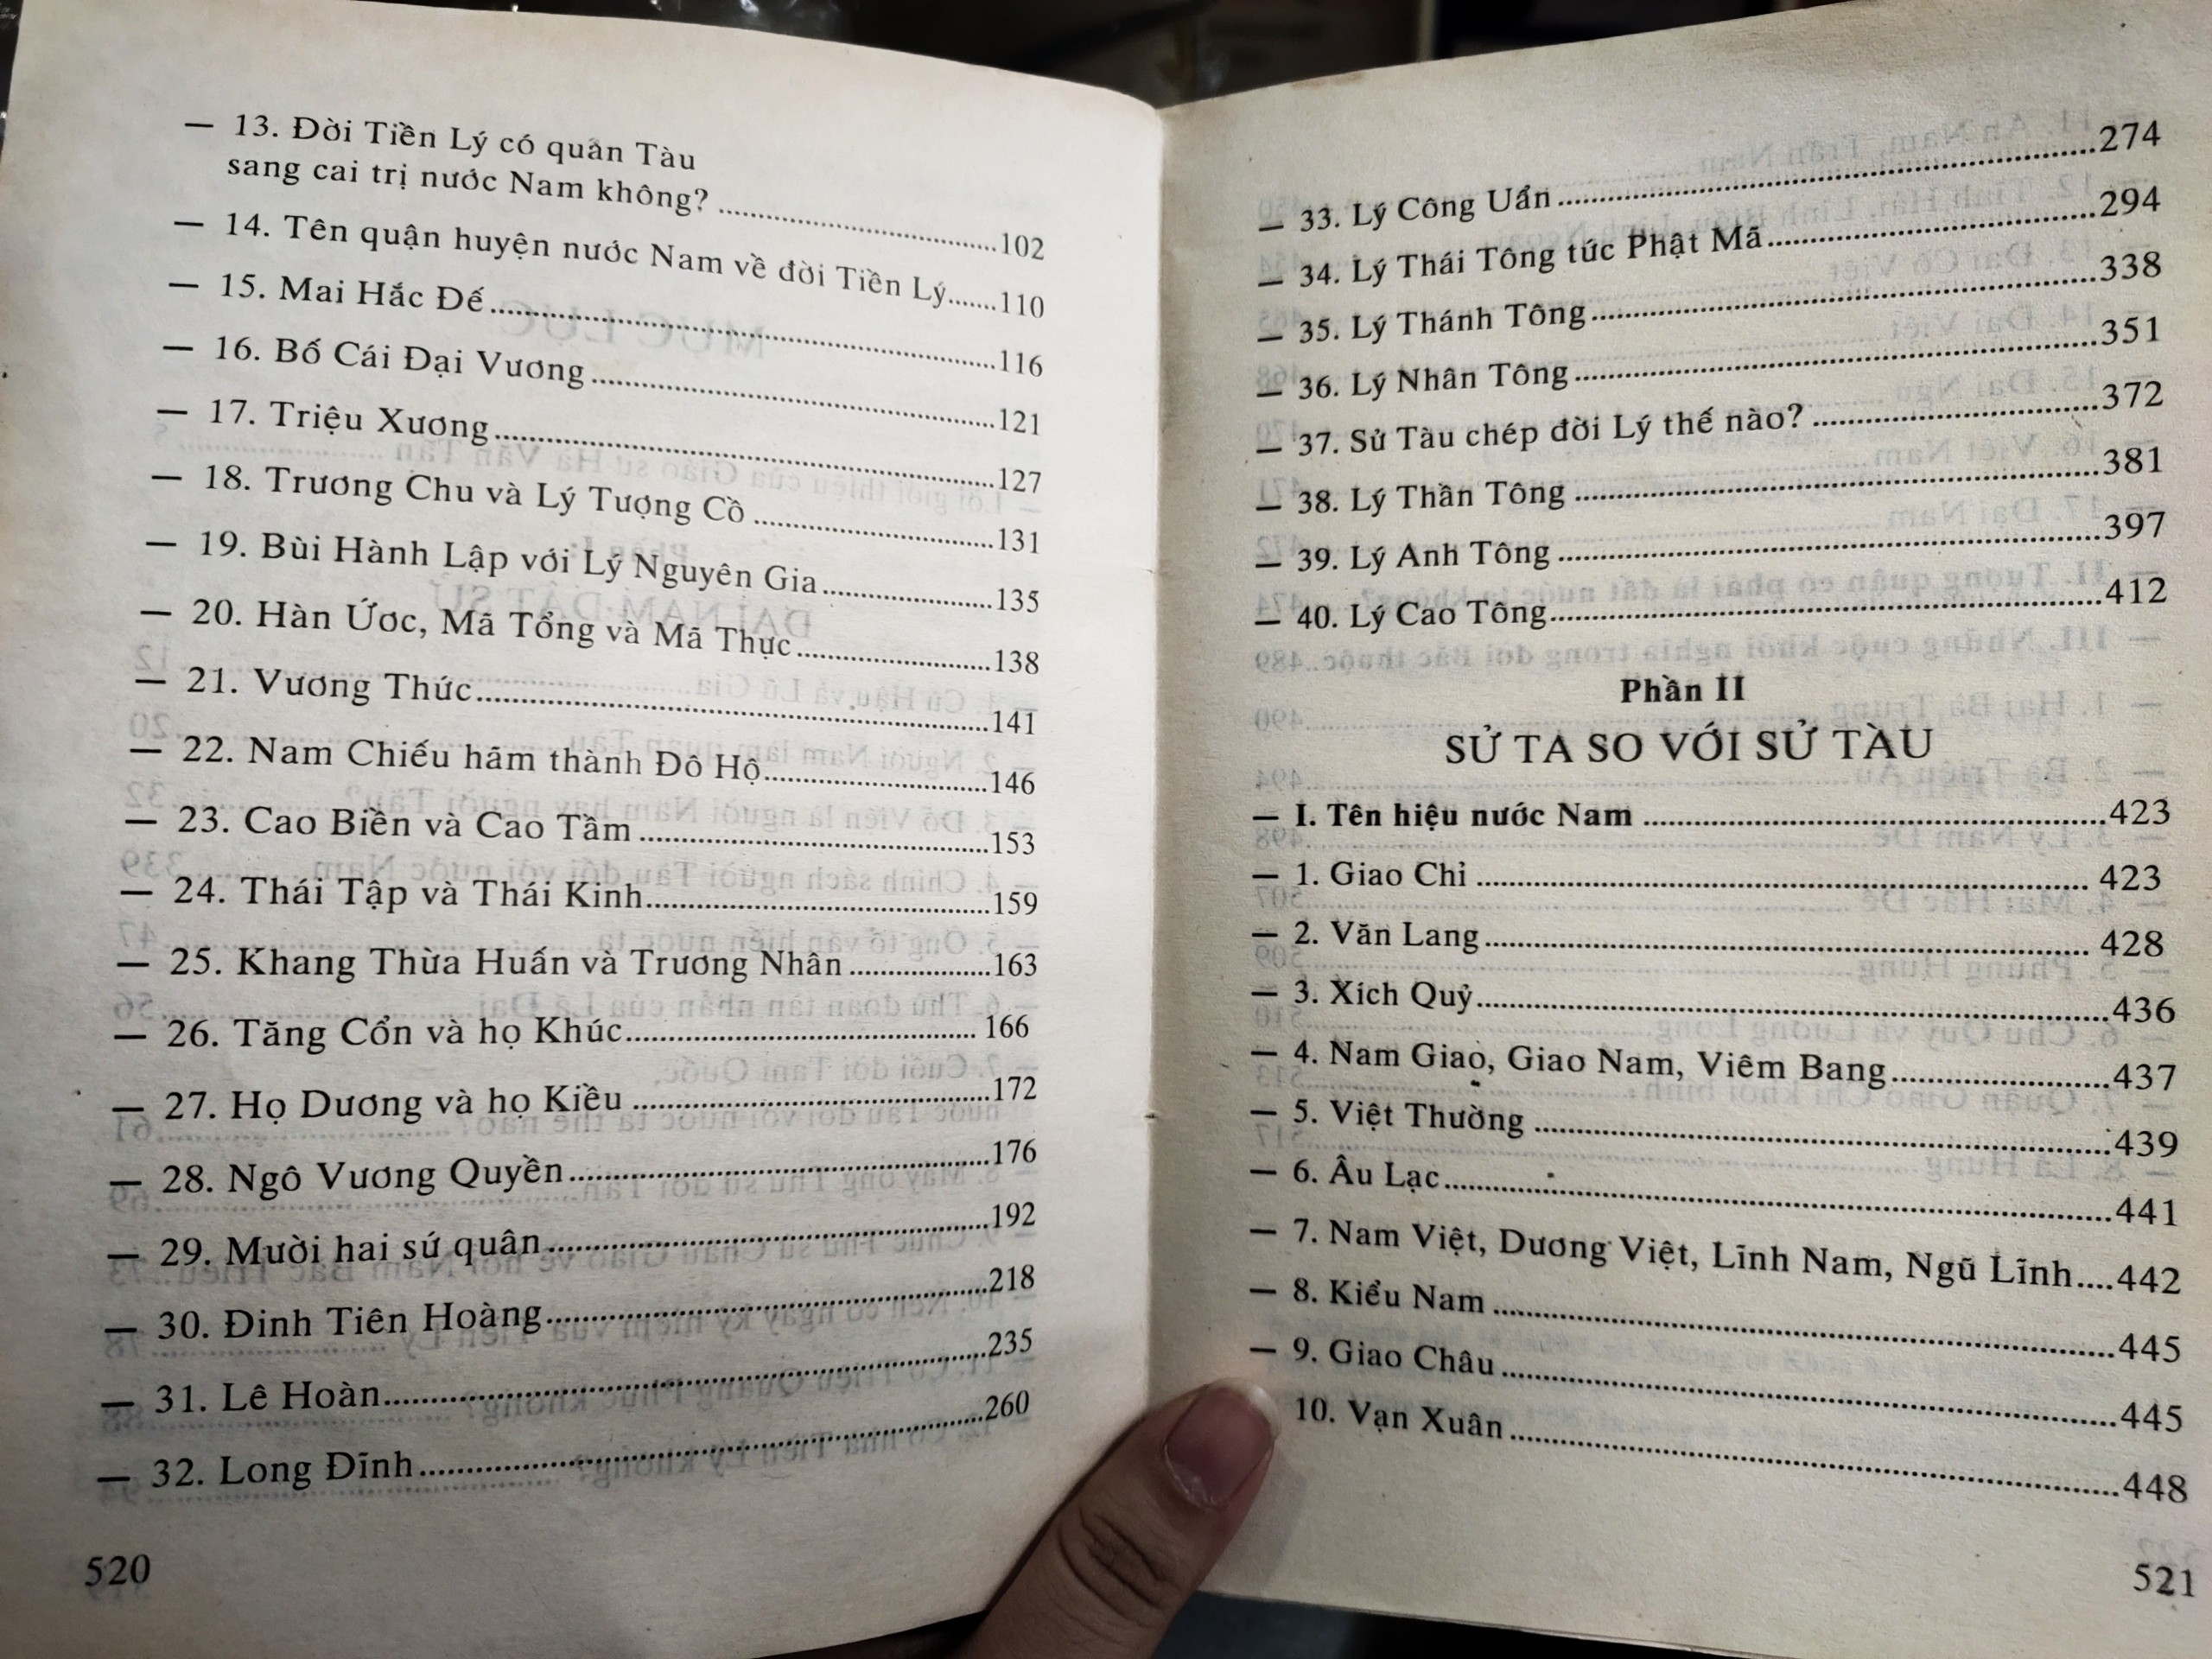 — 13. Đời Tiền Lý có quân Tàu
sang cai trị nước Nam không? ........................102
— 14. Tên quận huyện nước Nam về đời Tiền Lý.......110
— 15. Mai Hắc Đế............................................116
— 16. Bố Cái Đại Vương...................................121
— 17. Triệu Xương...........................................127
— 18. Trương Chu và Lý Tượng Cồ .....................131
— 19. Bùi Hành Lập với Lý Nguyên Gia................135
— 20. Hàn Ước, Mã Tổng và Mã Thực..................138
— 21. Vương Thức............................................141
— 22. Nam Chiếu hãm thành Đô Hộ....................146
— 23. Cao Biền và Cao Tầm ...............................153
— 24. Thái Tập và Thái Kinh..............................159
— 25. Khang Thừa Huấn và Trương Nhân ............163
— 26. Tăng Cổn và họ Khúc............................... 166
— 27. Họ Dương và họ Kiều ..............................172
— 28. Ngô Vương Quyền...................................176
— 29. Mười hai sứ quân.....................................192
— 30. Đinh Tiên Hoàng.....................................218
— 31. Lê Hoàn..................................................235
— 32. Long Đĩnh...............................................260
520
— 33. Lý Công Uẩn ..........................................274
— 34. Lý Thái Tông tức Phật Mã.........................294
— 35. Lý Thánh Tông........................................338
— 36. Lý Nhân Tông.........................................351
— 37. Sử Tàu chép đời Lý thế nào? .....................372
— 38. Lý Thần Tông .........................................381
— 39. Lý Anh Tông ..........................................397
— 40. Lý Cao Tông...........................................412
Phần II
SỬ TA SO VỚI SỬ TÀU
— I. Tên hiệu nước Nam ...................................423
— 1. Giao Chỉ ................................................. 423
— 2. Văn Lang................................................. 428
— 3. Xích Quỷ.................................................436
— 4. Nam Giao, Giao Nam, Viêm Bang................437
— 5. Việt Thường ............................................439
— 6. Âu Lạc....................................................441
— 7. Nam Việt, Dương Việt, Lĩnh Nam, Ngũ Lĩnh....442
— 8. Kiểu Nam ................................................445
— 9. Giao Châu ...............................................445
10. Vạn Xuân ...............................................448
521